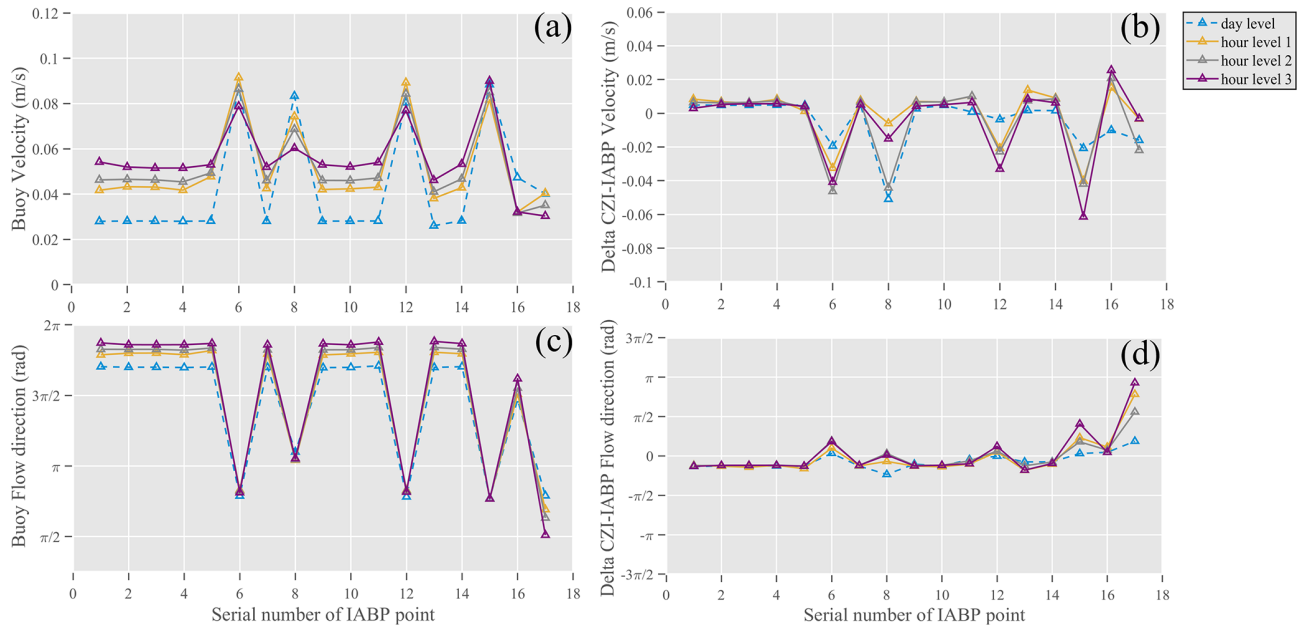 (a)
Buoy Velocity (m/s)
0.12
0.1
0.08
0.06
0.04
0.02
0
0 2 4 6 8 10 12 14 16 18
(b)
Delta CZI-IABP Velocity (m/s)
0.06
0.04
0.02
0
-0.02
-0.04
-0.06
-0.08
-0.1
0 2 4 6 8 10 12 14 16 18
day level
hour level 1
hour level 2
hour level 3
(c)
Buoy Flow direction (rad)
2π
3π/2
π
π/2
0 2 4 6 8 10 12 14 16 18
Serial number of IABP point
(d)
Delta CZI-IABP Flow direction (rad)
3π/2
π
π/2
0
-π/2
-π
-3π/2
0 2 4 6 8 10 12 14 16 18
Serial number of IABP point